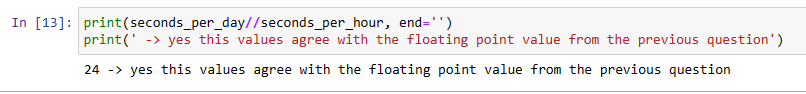 In [13]: print(seconds_per_day//seconds_per_hour, end='')
print(' -> yes this values agree with the floating point value from the previous question')
24 -> yes this values agree with the floating point value from the previous question